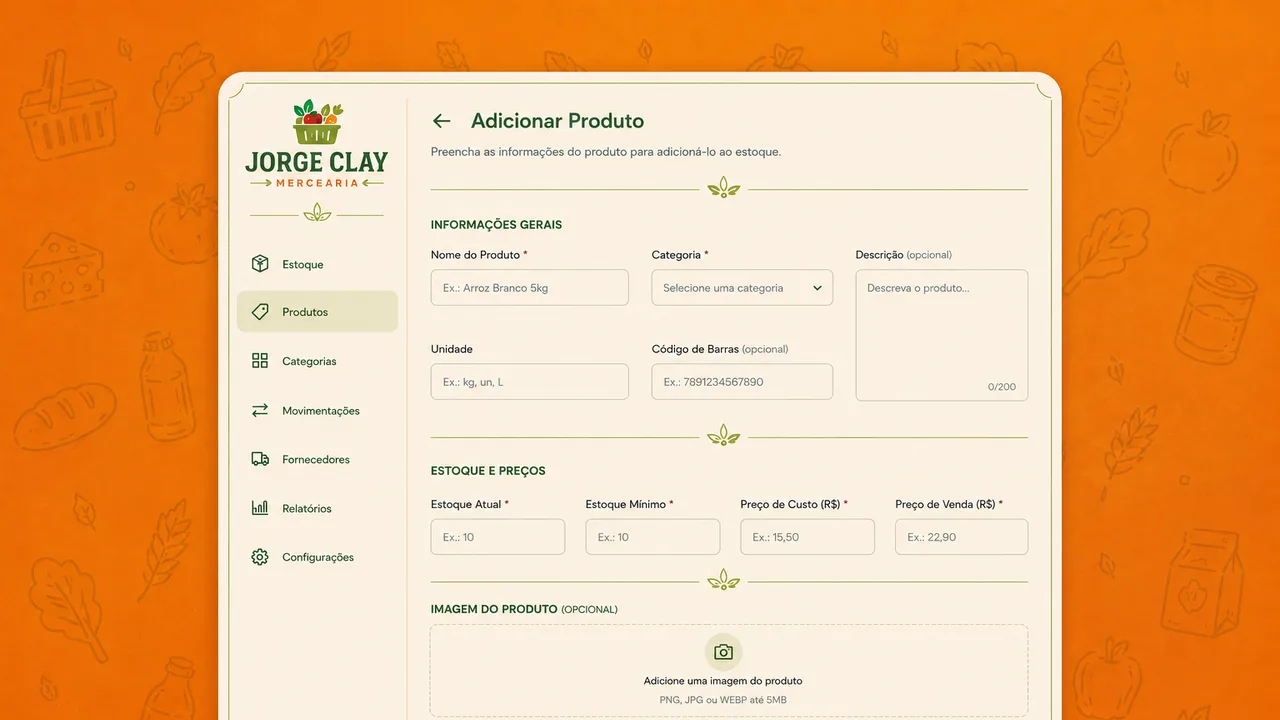 JORGE CLAY
MERCEARIA
Estoque
Produtos
Categorias
Movimentações
Fornecedores
Relatórios
Configurações
Adicionar Produto
Preencha as informações do produto para adicioná-lo ao estoque.
INFORMAÇÕES GERAIS
Nome do Produto *
Ex.: Arroz Branco 5kg
Categoria *
Selecione uma categoria
Descrição (opcional)
Descreva o produto...
0/200
Unidade
Ex.: kg, un, L
Código de Barras (opcional)
Ex.: 7891234567890
ESTOQUE E PREÇOS
Estoque Atual *
Ex.: 10
Estoque Mínimo *
Ex.: 10
Preço de Custo (R$) *
Ex.: 15,50
Preço de Venda (R$) *
Ex.: 22,90
IMAGEM DO PRODUTO (OPCIONAL)
Adicione uma imagem do produto
PNG, JPG ou WEBP até 5MB